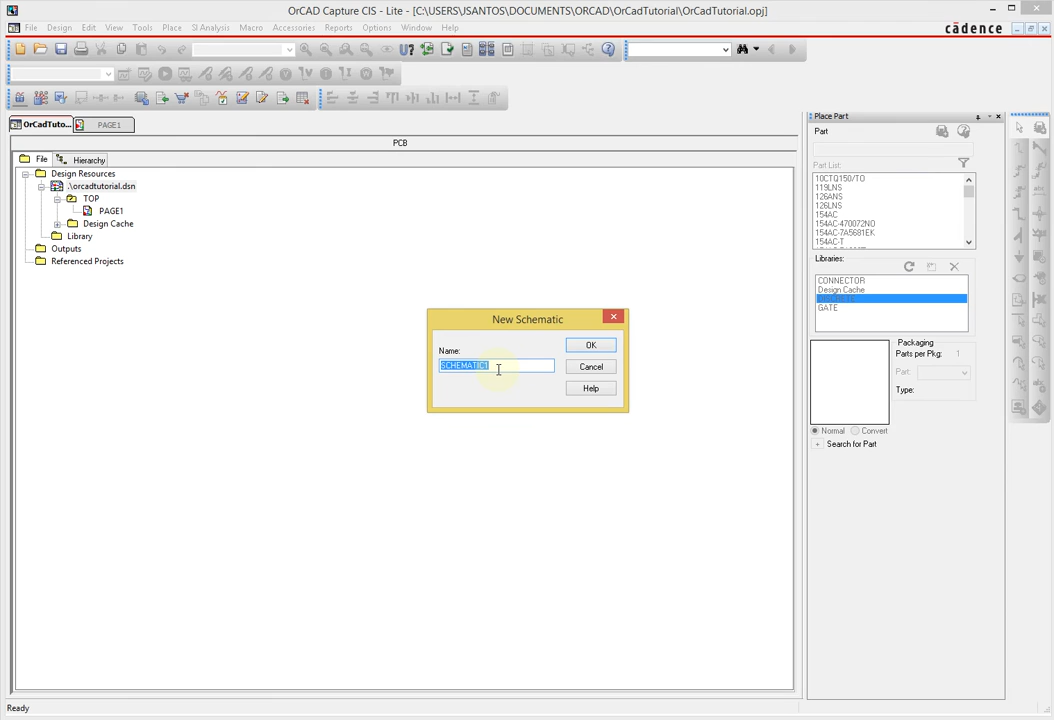 OrCAD Capture CIS - Lite - [C:\USERS\JSANTOS\DOCUMENTS\ORCAD\OrCadTutorial\OrCadTutorial.opj]
File Design Edit View Tools Place SI Analysis Macro Accessories Reports Options Window Help
cādence
OrCadTuto... PAGE1
PCB
File Hierarchy
Design Resources
.\orcadtutorial.dsn
TOP
PAGE1
Design Cache
Library
Outputs
Referenced Projects
New Schematic
Name:
SCHEMATIC1
OK
Cancel
Help
Place Part
Part
Part List:
10CTQ150/TO
119LNS
126ANS
126LNS
154AC
154AC-470072NO
154AC-7A5681EK
154AC-T
Libraries:
CONNECTOR
Design Cache
DISCRETE
GATE
Packaging
Parts per Pkg: 1
Part:
Type:
Normal Convert
+ Search for Part
Ready